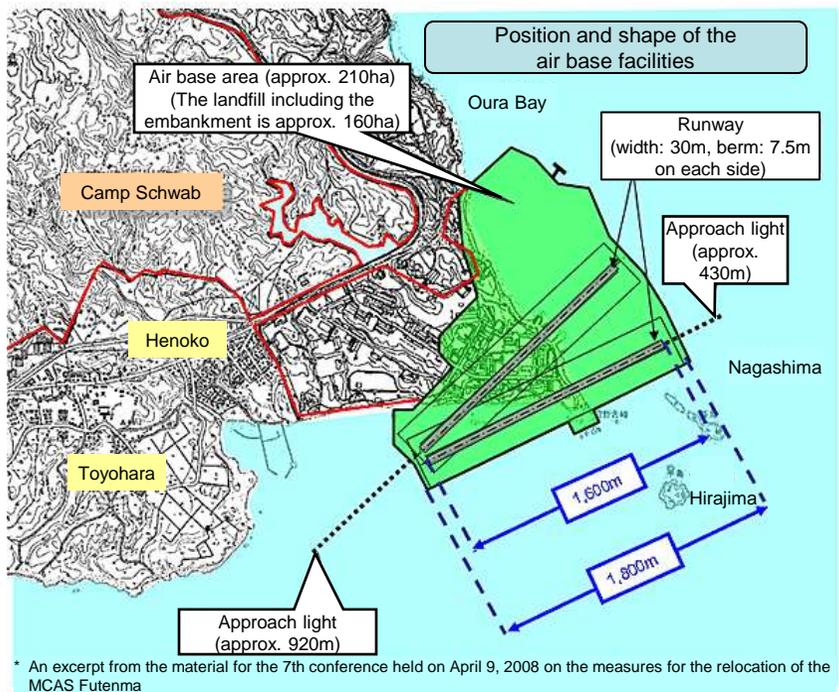 Position and shape of the
air base facilities
Air base area (approx. 210ha)
(The landfill including the
embankment is approx. 160ha)
Oura Bay
Runway
(width: 30m, berm: 7.5m
on each side)
Camp Schwab
Approach light
(approx.
430m)
Henoko
Nagashima
Toyohara
1,600m
Hirajima
1,800m
Approach light
(approx. 920m)
* An excerpt from the material for the 7th conference held on April 9, 2008 on the measures for the relocation of the
MCAS Futenma